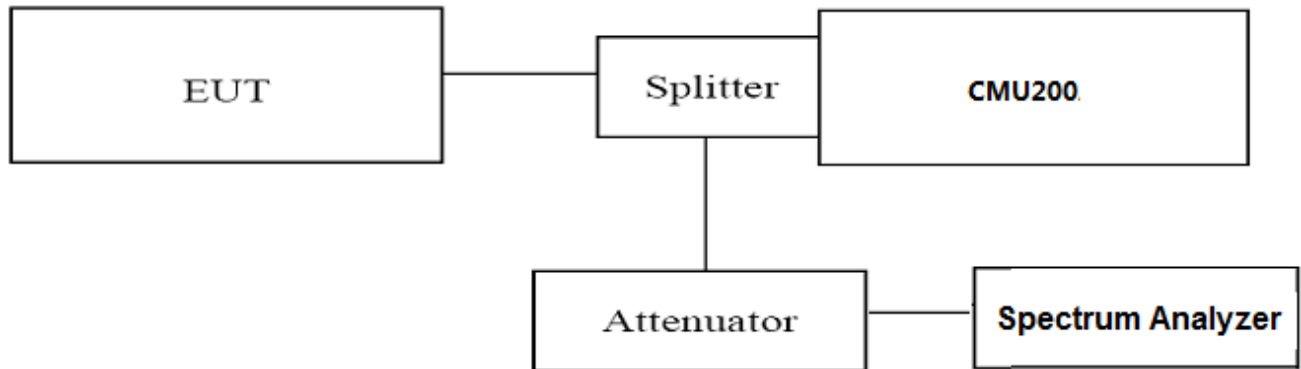 EUT
Splitter
CMU200.
Attenuator
Spectrum Analyzer